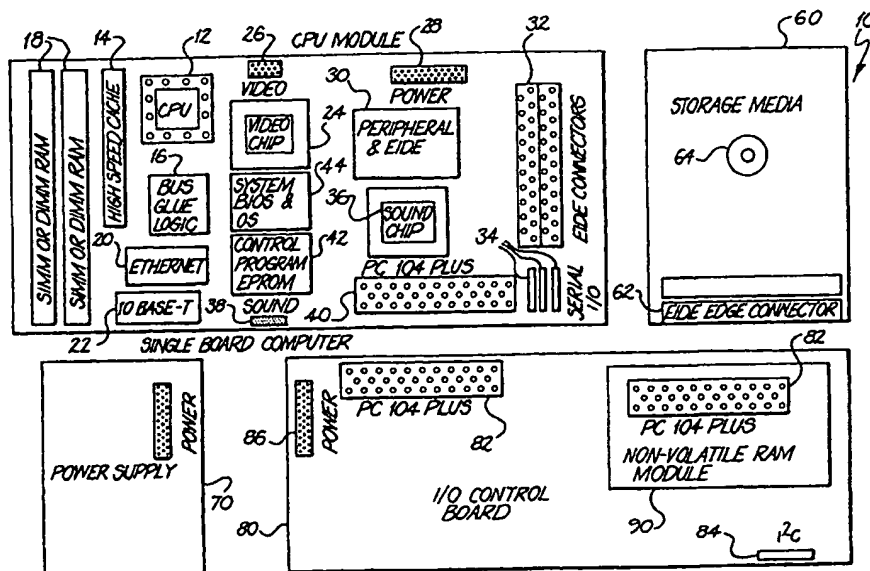 CPU MODULE
18
14
12
26
28
32
60
10
VIDEO
POWER
SIMM OR DIMM RAM
SIMM OR DIMM RAM
HIGH SPEED CACHE
CPU
VIDEO
CHIP
24
30
PERIPHERAL
& EIDE
EIDE CONNECTORS
STORAGE MEDIA
64
16
BUS
GLUE
LOGIC
SYSTEM
BIOS &
OS
44
36
SOUND
CHIP
20
ETHERNET
CONTROL
PROGRAM
EPROM
42
34
PC 104 PLUS
SERIAL
I/O
22
10 BASE-T
38
SOUND
40
62
EIDE EDGE CONNECTOR
SINGLE BOARD COMPUTER
POWER
POWER SUPPLY
70
86
POWER
PC 104 PLUS
82
82
PC 104 PLUS
NON-VOLATILE RAM
MODULE
I/O CONTROL
BOARD
80
90
84
I²C